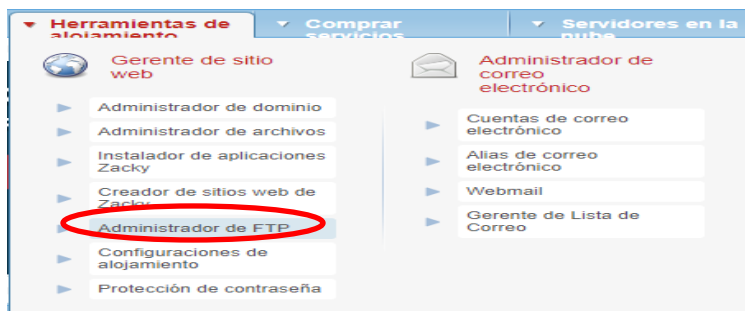 Herramientas de
alojamiento
Comprar
servicios
Servidores en la
nube
Gerente de sitio
web
Administrador de dominio
Administrador de archivos
Instalador de aplicaciones
Zacky
Creador de sitios web de
Zacky
Administrador de FTP
Configuraciones de
alojamiento
Protección de contraseña
Administrador de
correo
electrónico
Cuentas de correo
electrónico
Alias de correo
electrónico
Webmail
Gerente de Lista de
Correo